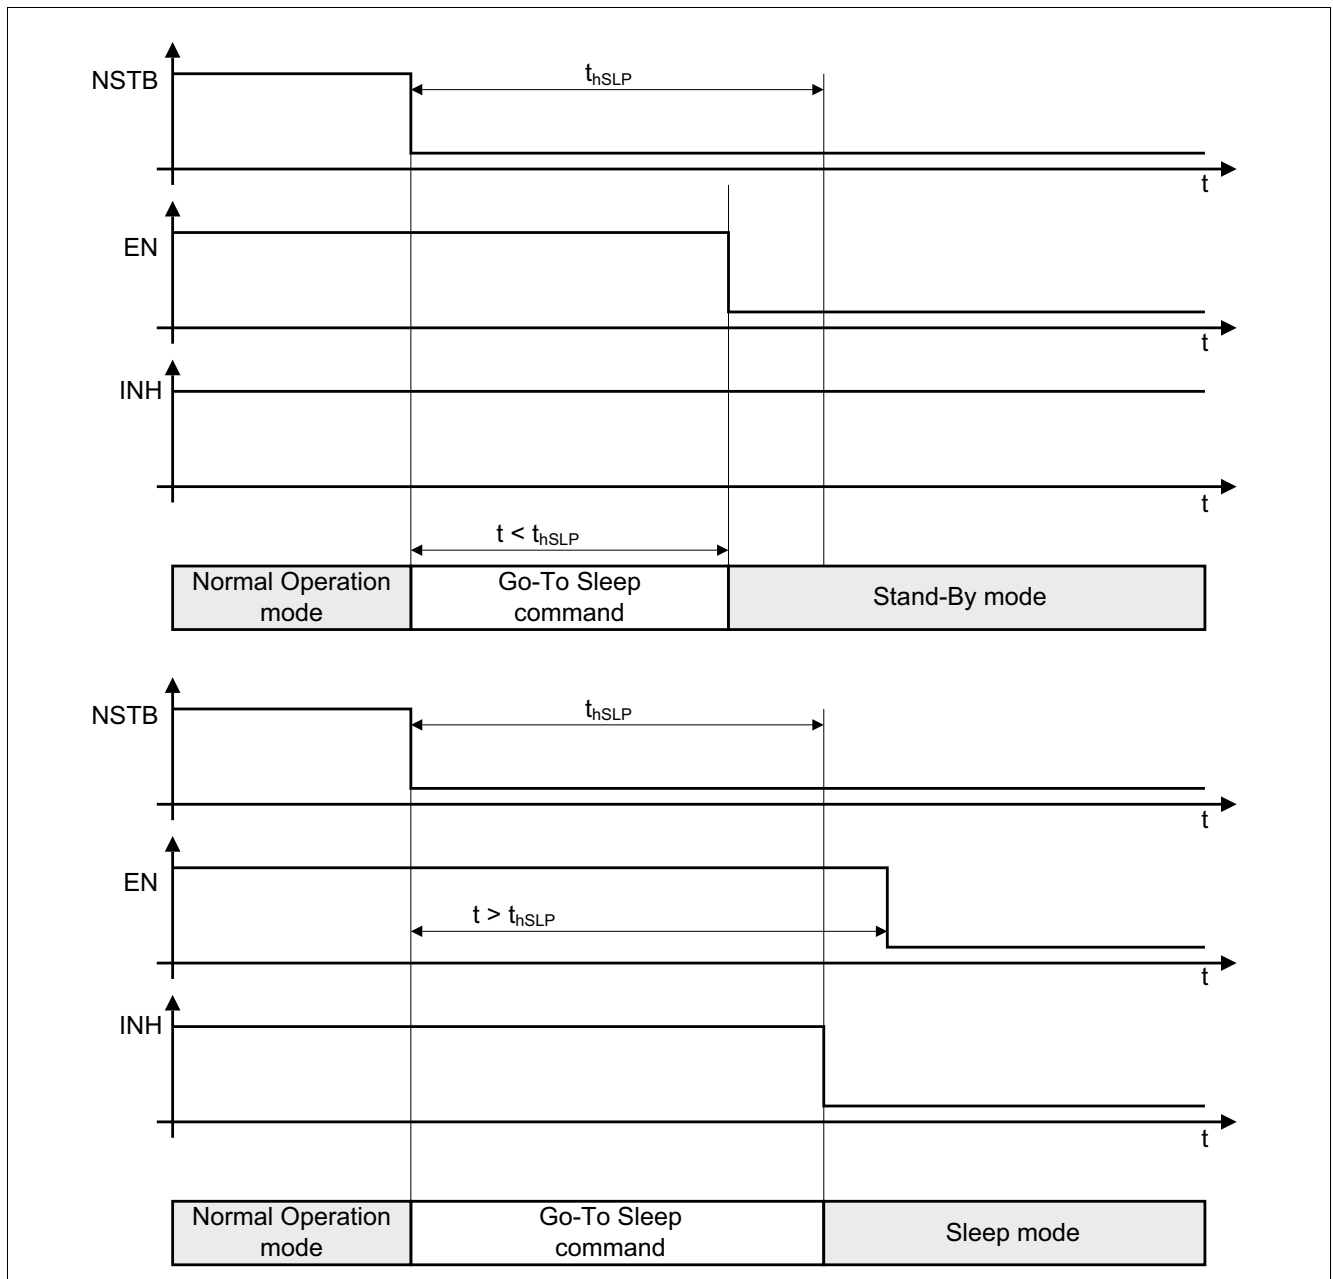 NSTB
thSLP
t
EN
t
INH
t
t < thSLP
Normal Operation
mode
Go-To Sleep
command
Stand-By mode
NSTB
thSLP
t
EN
t > thSLP
t
INH
t
Normal Operation
mode
Go-To Sleep
command
Sleep mode